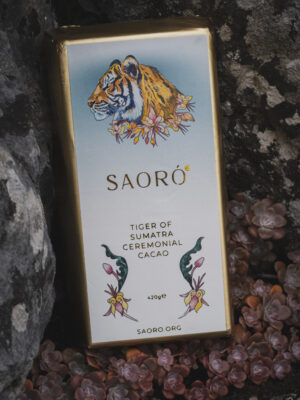 SAORÓ
TIGER OF
SUMATRA
CEREMONIAL
CACAO
420g℮
SAORO.ORG